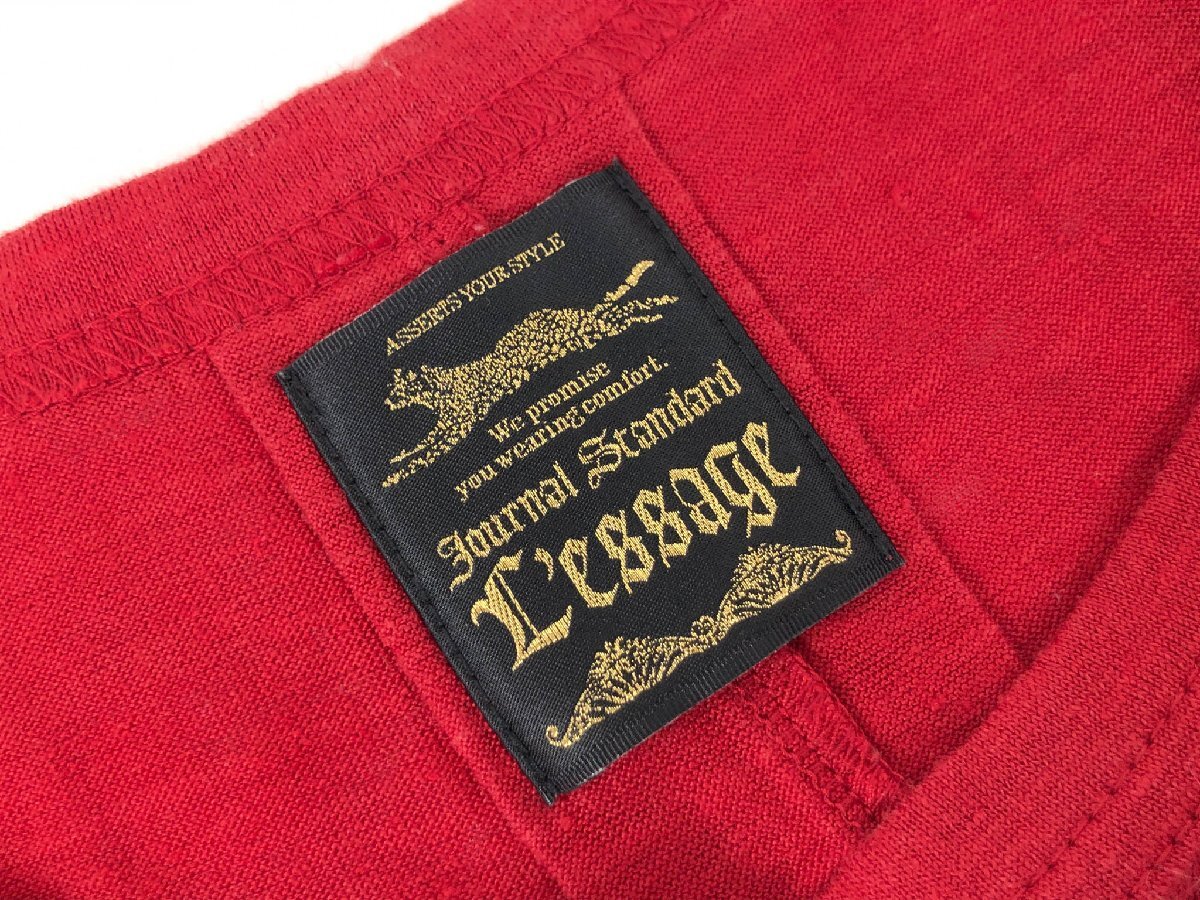 ASSERTS YOUR STYLE
We promise
you wearing comfort.
Journal Standard
L'essage